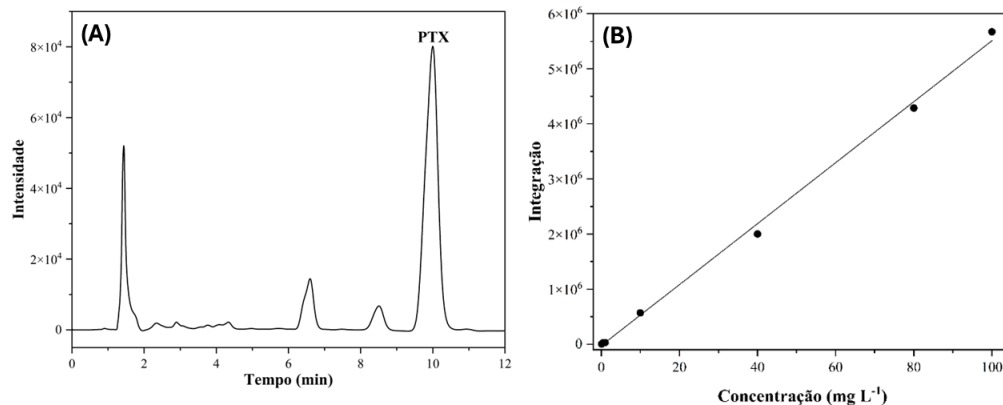 (A)
PTX
8×10⁴
6×10⁴
4×10⁴
2×10⁴
0
Intensidade
0 2 4 6 8 10 12
Tempo (min)
(B)
6×10⁶
5×10⁶
4×10⁶
3×10⁶
2×10⁶
1×10⁶
0
Integração
0 20 40 60 80 100
Concentração (mg L⁻¹)